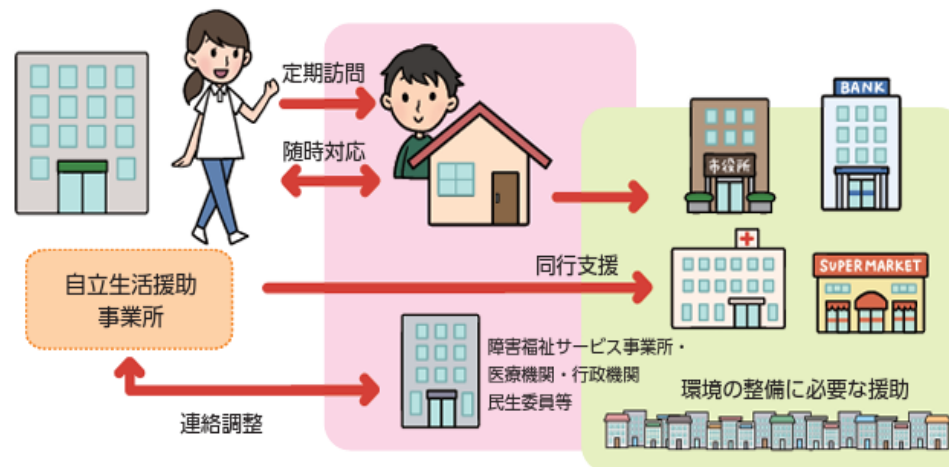 定期訪問
随時対応
市役所
BANK
自立生活援助
事業所
同行支援
SUPER MARKET
障害福祉サービス事業所・
医療機関・行政機関
民生委員等
環境の整備に必要な援助
連絡調整